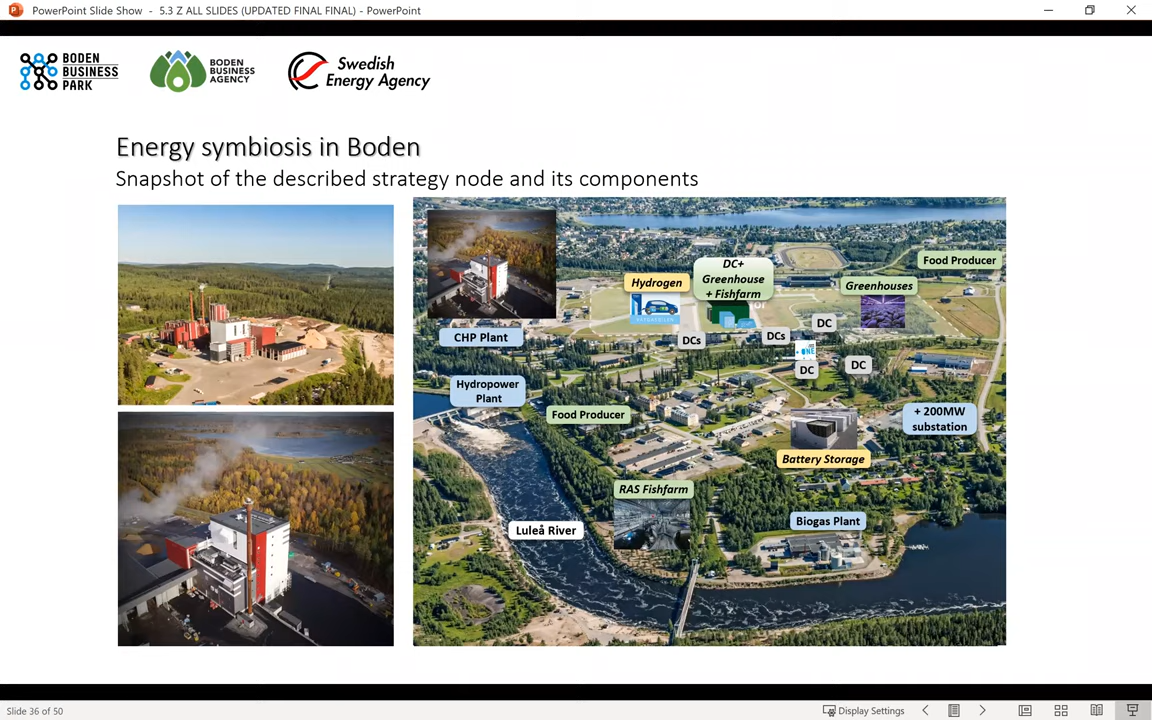 PowerPoint Slide Show - 5.3 Z ALL SLIDES (UPDATED FINAL FINAL) - PowerPoint
BODEN
BUSINESS
PARK
BODEN
BUSINESS
AGENCY
Swedish
Energy Agency
Energy symbiosis in Boden
Snapshot of the described strategy node and its components
Food Producer
DC+
Greenhouse
+ Fishfarm
Hydrogen
Greenhouses
CHP Plant
DCs
DCs
DC
ONE
DC
DC
Hydropower
Plant
Food Producer
+ 200MW
substation
Battery Storage
RAS Fishfarm
Luleå River
Biogas Plant
Slide 36 of 50
Display Settings